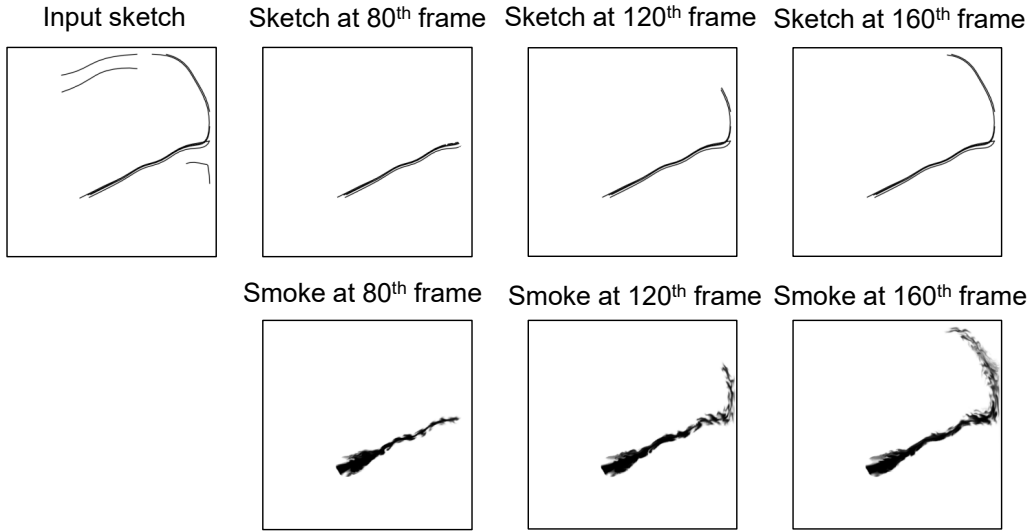 Input sketch
Sketch at 80th frame
Sketch at 120th frame
Sketch at 160th frame
Smoke at 80th frame
Smoke at 120th frame
Smoke at 160th frame